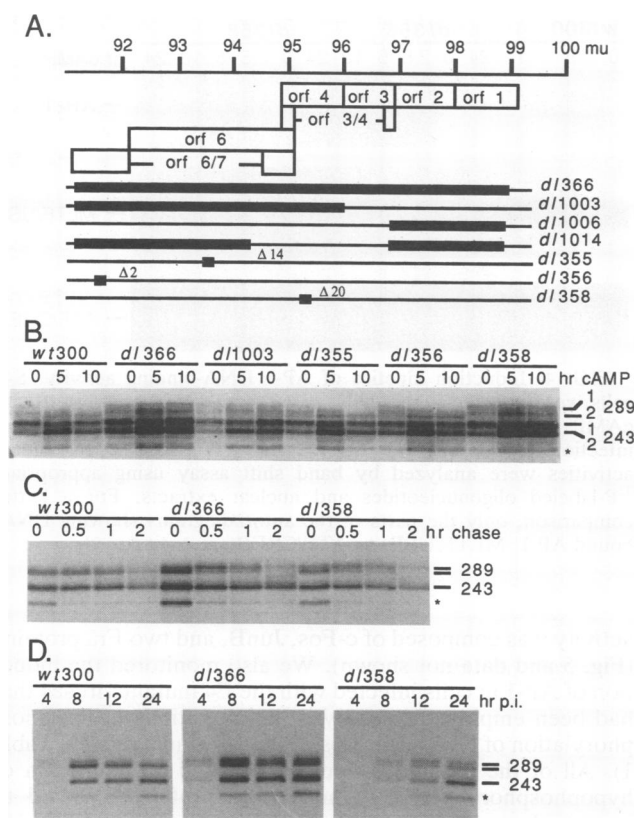 A.
92 93 94 95 96 97 98 99 100 mu
orf 4 orf 3 orf 2 orf 1
orf 3/4
orf 6
orf 6/7
dl366
dl1003
dl1006
dl1014
Δ14 dl355
Δ2 dl356
Δ20 dl358
B.
wt300 dl366 dl1003 dl355 dl356 dl358
0 5 10 0 5 10 0 5 10 0 5 10 0 5 10 0 5 10 hr cAMP
1
2 289
1
2 243
*
C.
wt300 dl366 dl358
0 0.5 1 2 0 0.5 1 2 0 0.5 1 2 hr chase
289
243
*
D.
wt300 dl366 dl358
4 8 12 24 4 8 12 24 4 8 12 24 hr p.i.
289
243
*